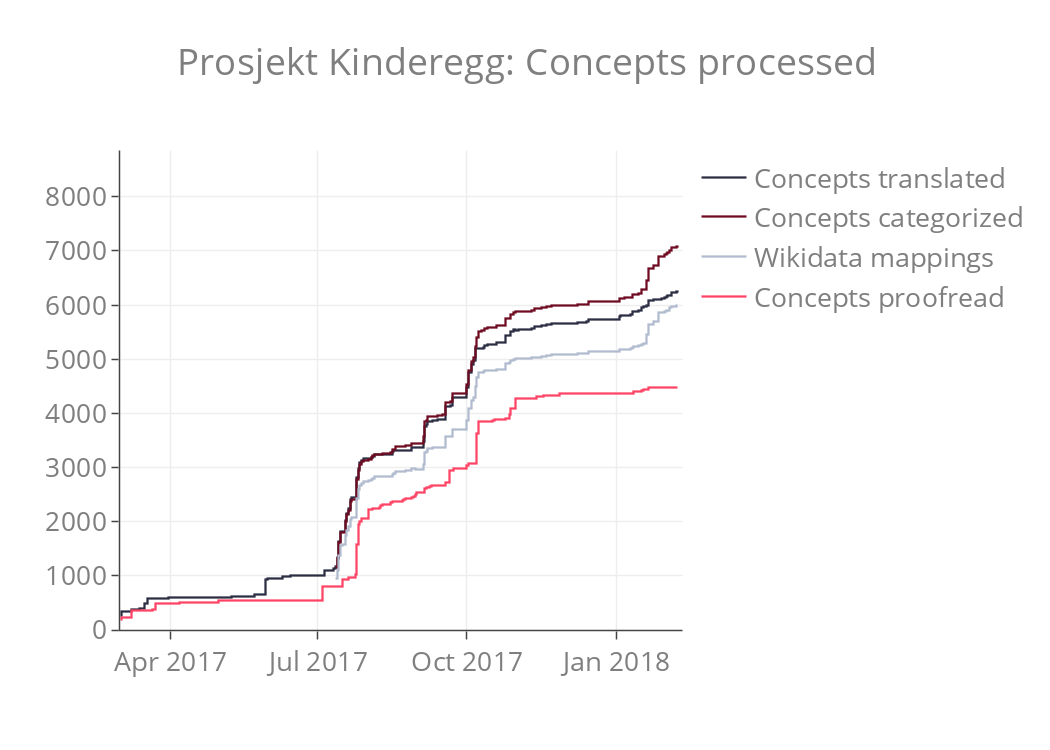 Prosjekt Kinderegg: Concepts processed
Concepts translated
Concepts categorized
Wikidata mappings
Concepts proofread
8000
7000
6000
5000
4000
3000
2000
1000
0
Apr 2017
Jul 2017
Oct 2017
Jan 2018